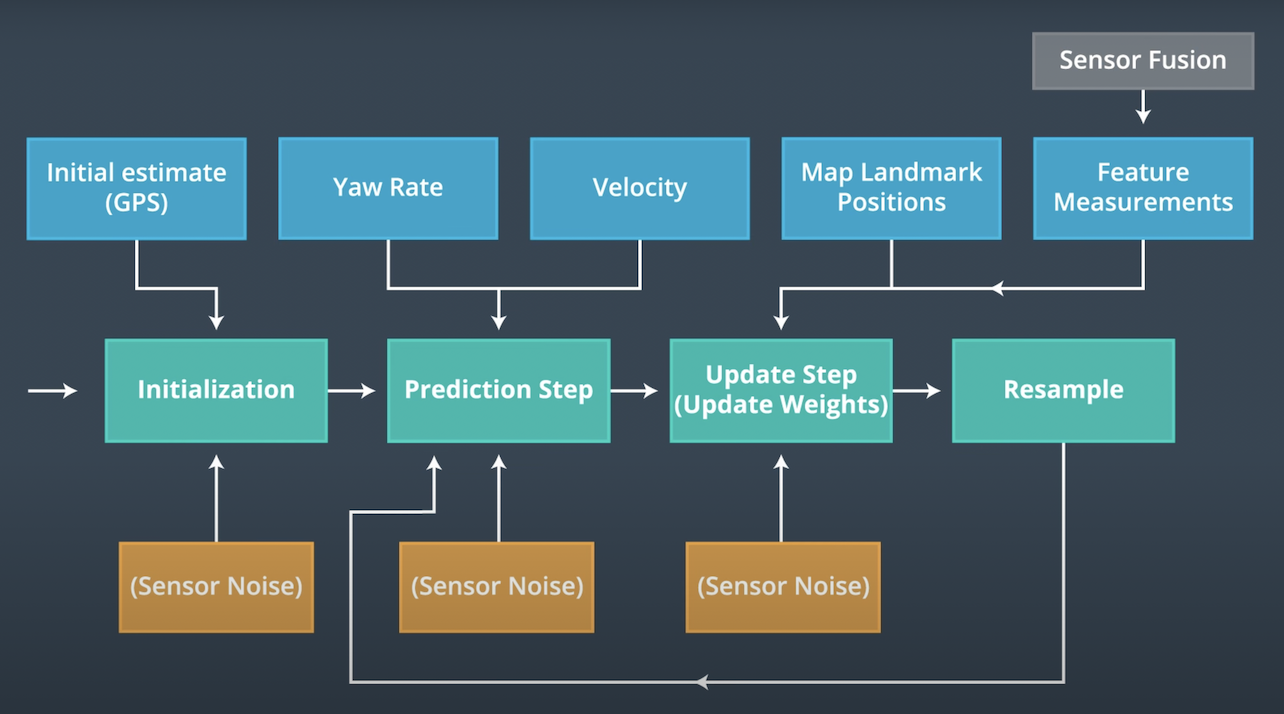 Sensor Fusion
Initial estimate
(GPS)
Yaw Rate
Velocity
Map Landmark
Positions
Feature
Measurements
Initialization
Prediction Step
Update Step
(Update Weights)
Resample
(Sensor Noise)
(Sensor Noise)
(Sensor Noise)